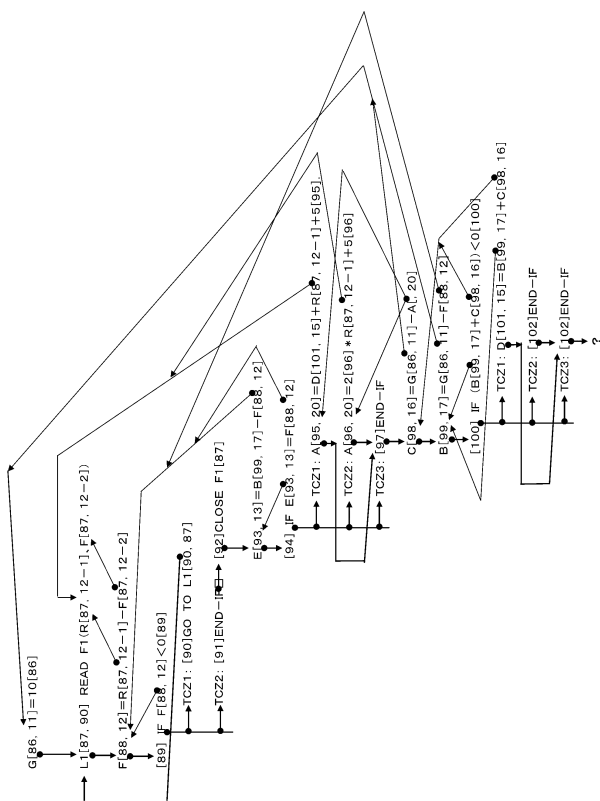 G[86, 11]=10[86]
L1[87, 90] READ F1(R[87, 12-1], F[87, 12-2])
F[88, 12]=R[87, 12-1]-F[87, 12-2]
[89] IF F[88, 12]<0[89]
TCZ1: [90]GO TO L1[90, 87]
TCZ2: [91]END-IF
[92]CLOSE F1[87]
E[93, 13]=B[99, 17]-F[88, 12]
[94] IF E[93, 13]=F[88, 12]
TCZ1: A[95, 20]=D[101, 15]+R[87, 12-1]+5[95].
TCZ2: A[96, 20]=2[96]*R[87, 12-1]+5[96]
TCZ3: [97]END-IF
C[98, 16]=G[86, 11]-A[, 20]
B[99, 17]=G[86, 11]-F[88, 12]
[100] IF (B[99, 17]+C[98, 16])<0[100]
TCZ1: D[101, 15]=B[99, 17]+C[98, 16]
TCZ2: [102]END-IF
TCZ3: [102]END-IF
?